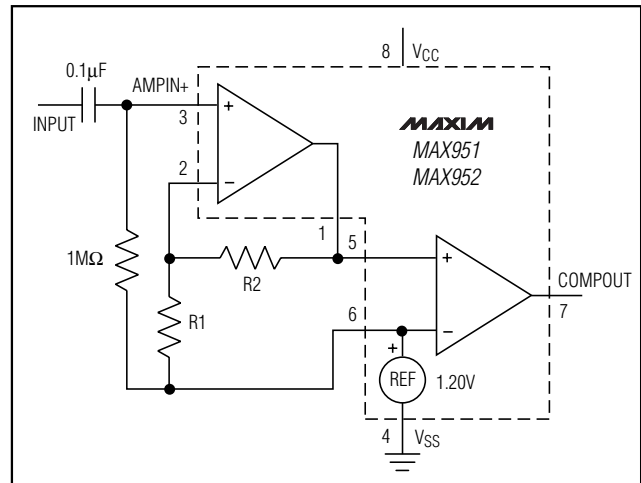 8 VCC
0.1µF
AMPIN+
+
INPUT
3
MAXIM
MAX951
MAX952
2
−
1
5
+
1MΩ
R2
COMPOUT
7
R1
6
−
+
REF 1.20V
4 VSS